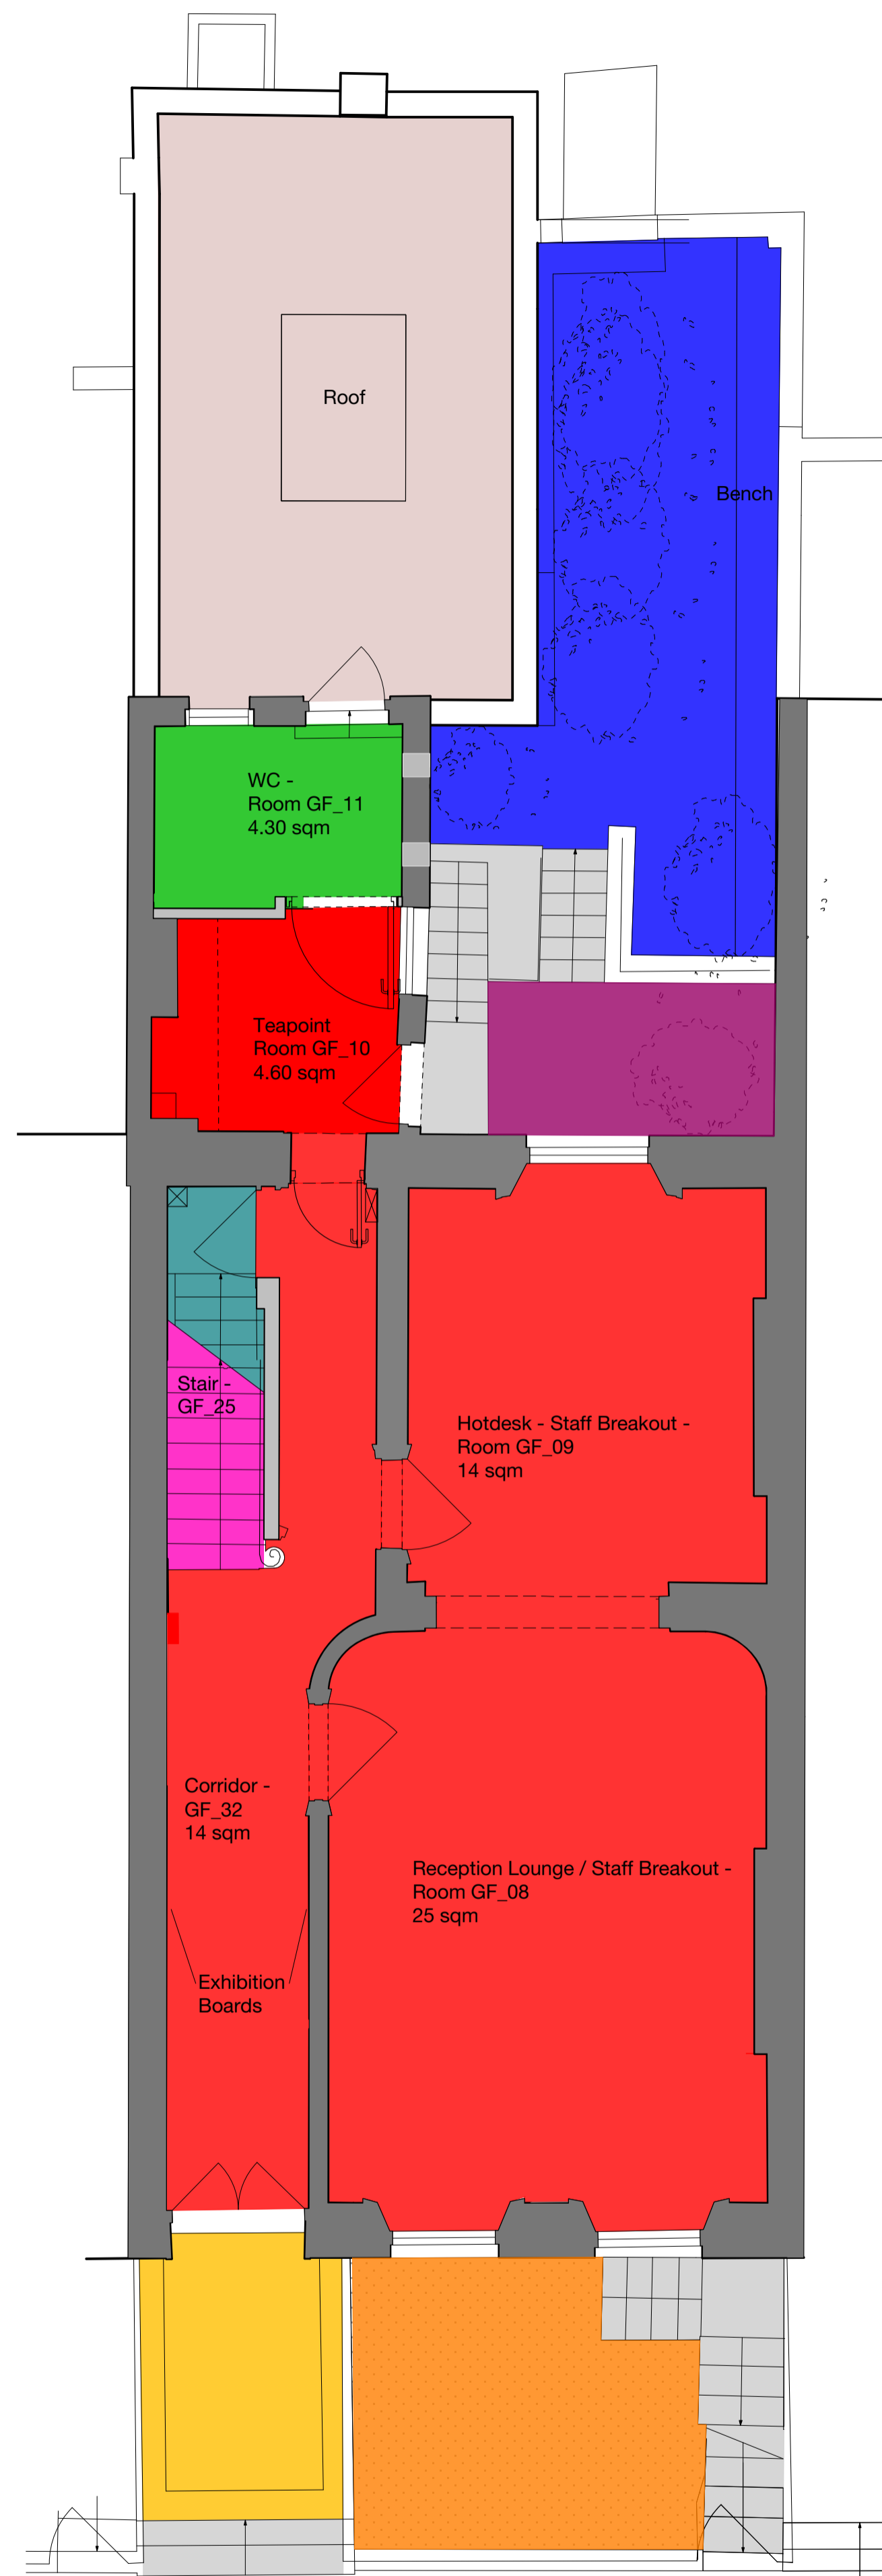 Roof
Bench
WC -
Room GF_11
4.30 sqm
Teapoint
Room GF_10
4.60 sqm
Stair -
GF_25
Hotdesk - Staff Breakout -
Room GF_09
14 sqm
Corridor -
GF_32
14 sqm
Reception Lounge / Staff Breakout -
Room GF_08
25 sqm
Exhibition
Boards